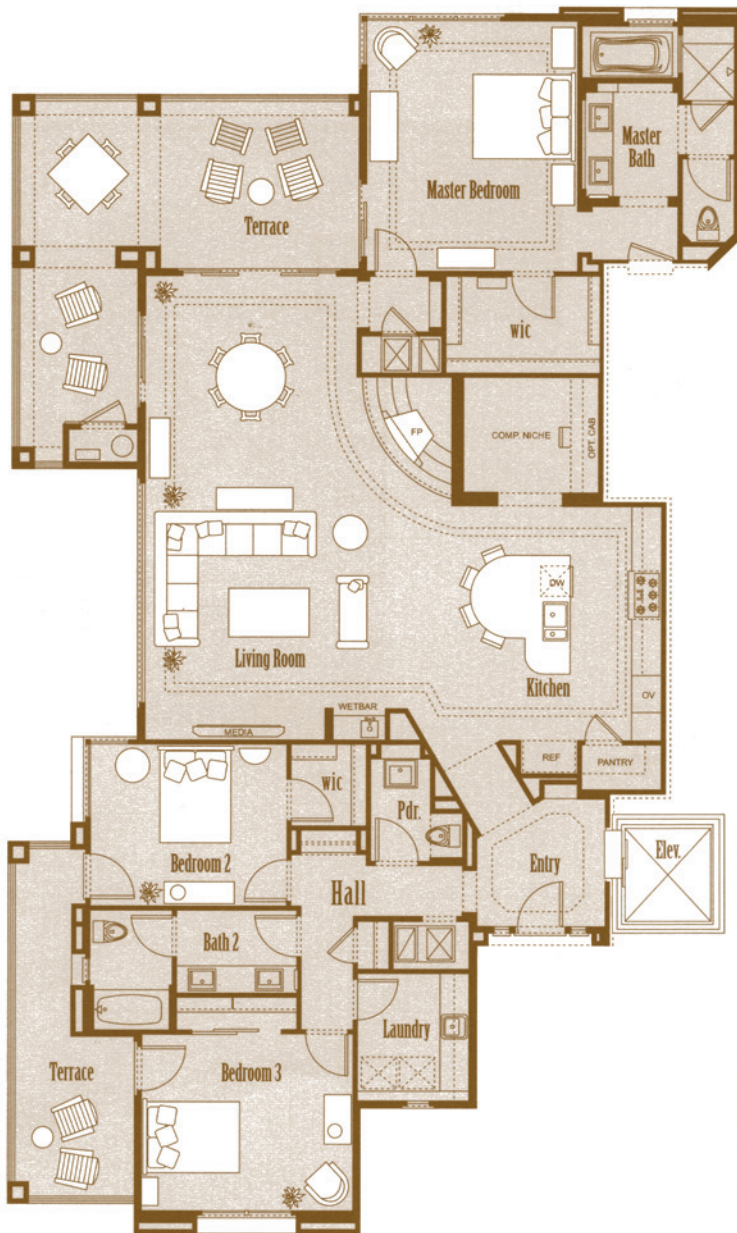 Master
Bath
Master Bedroom
Terrace
wic
FP
COMP. NICHE
OPT. CAB
DW
Living Room
Kitchen
OV
WETBAR
MEDIA
REF
PANTRY
wic
Pdr.
Bedroom 2
Entry
Elev.
Hall
Bath 2
Laundry
Terrace
Bedroom 3